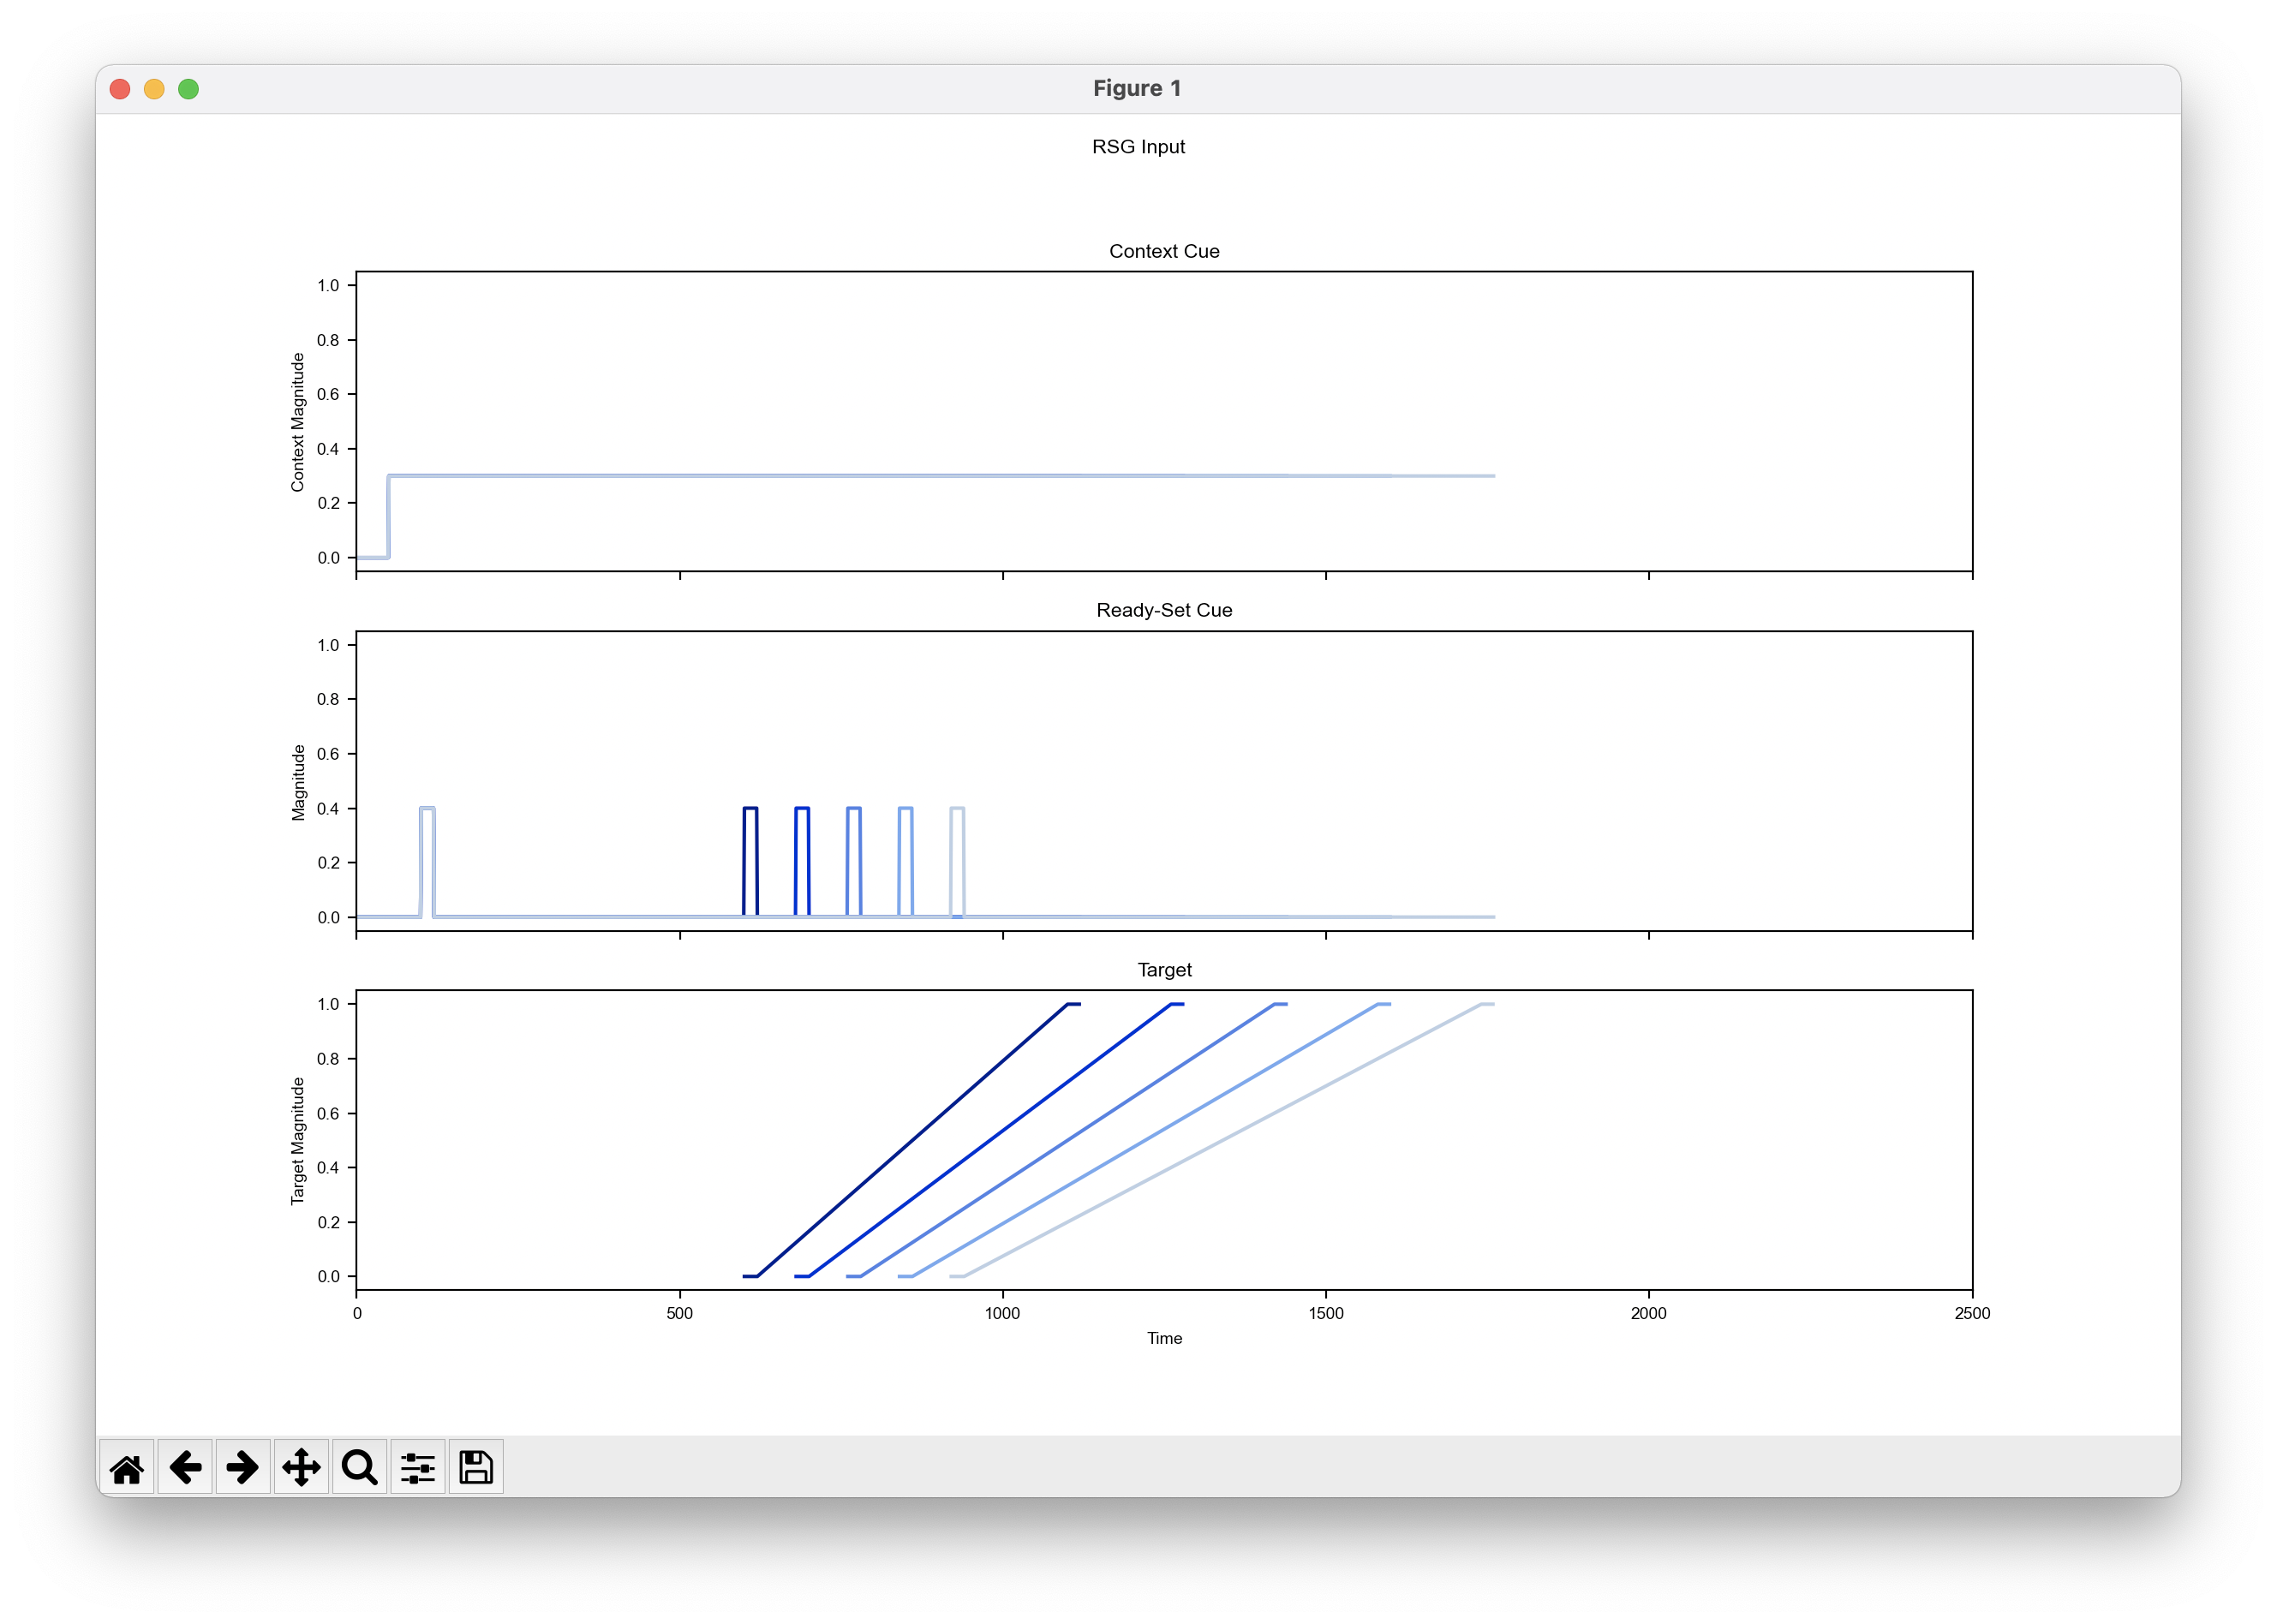 Figure 1
RSG Input
Context Cue
Context Magnitude
1.0
0.8
0.6
0.4
0.2
0.0
Ready-Set Cue
Magnitude
1.0
0.8
0.6
0.4
0.2
0.0
Target
Target Magnitude
1.0
0.8
0.6
0.4
0.2
0.0
0 500 1000 1500 2000 2500
Time